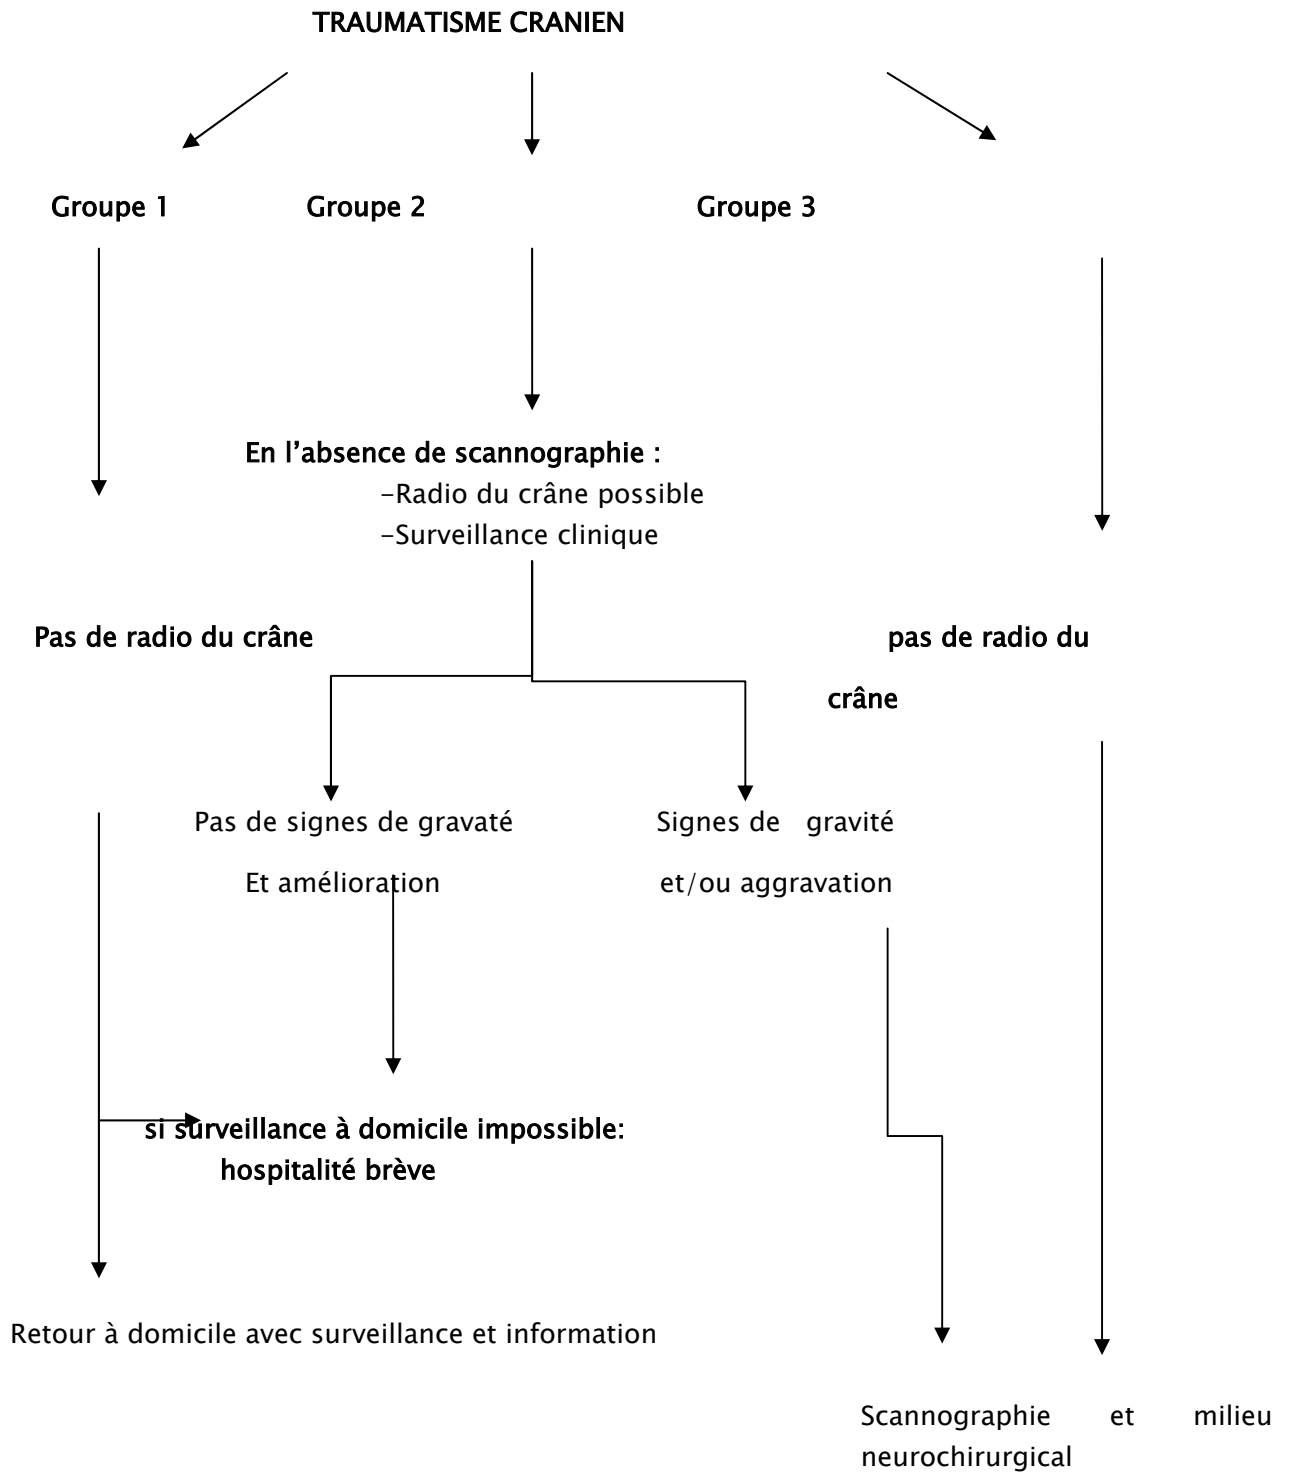 TRAUMATISME CRANIEN
Groupe 1 Groupe 2 Groupe 3
En l’absence de scannographie :
-Radio du crâne possible
-Surveillance clinique
Pas de radio du crâne pas de radio du
crâne
Pas de signes de gravaté Signes de gravité
Et amélioration et/ou aggravation
si surveillance à domicile impossible:
hospitalité brève
Retour à domicile avec surveillance et information
Scannographie et milieu
neurochirurgical